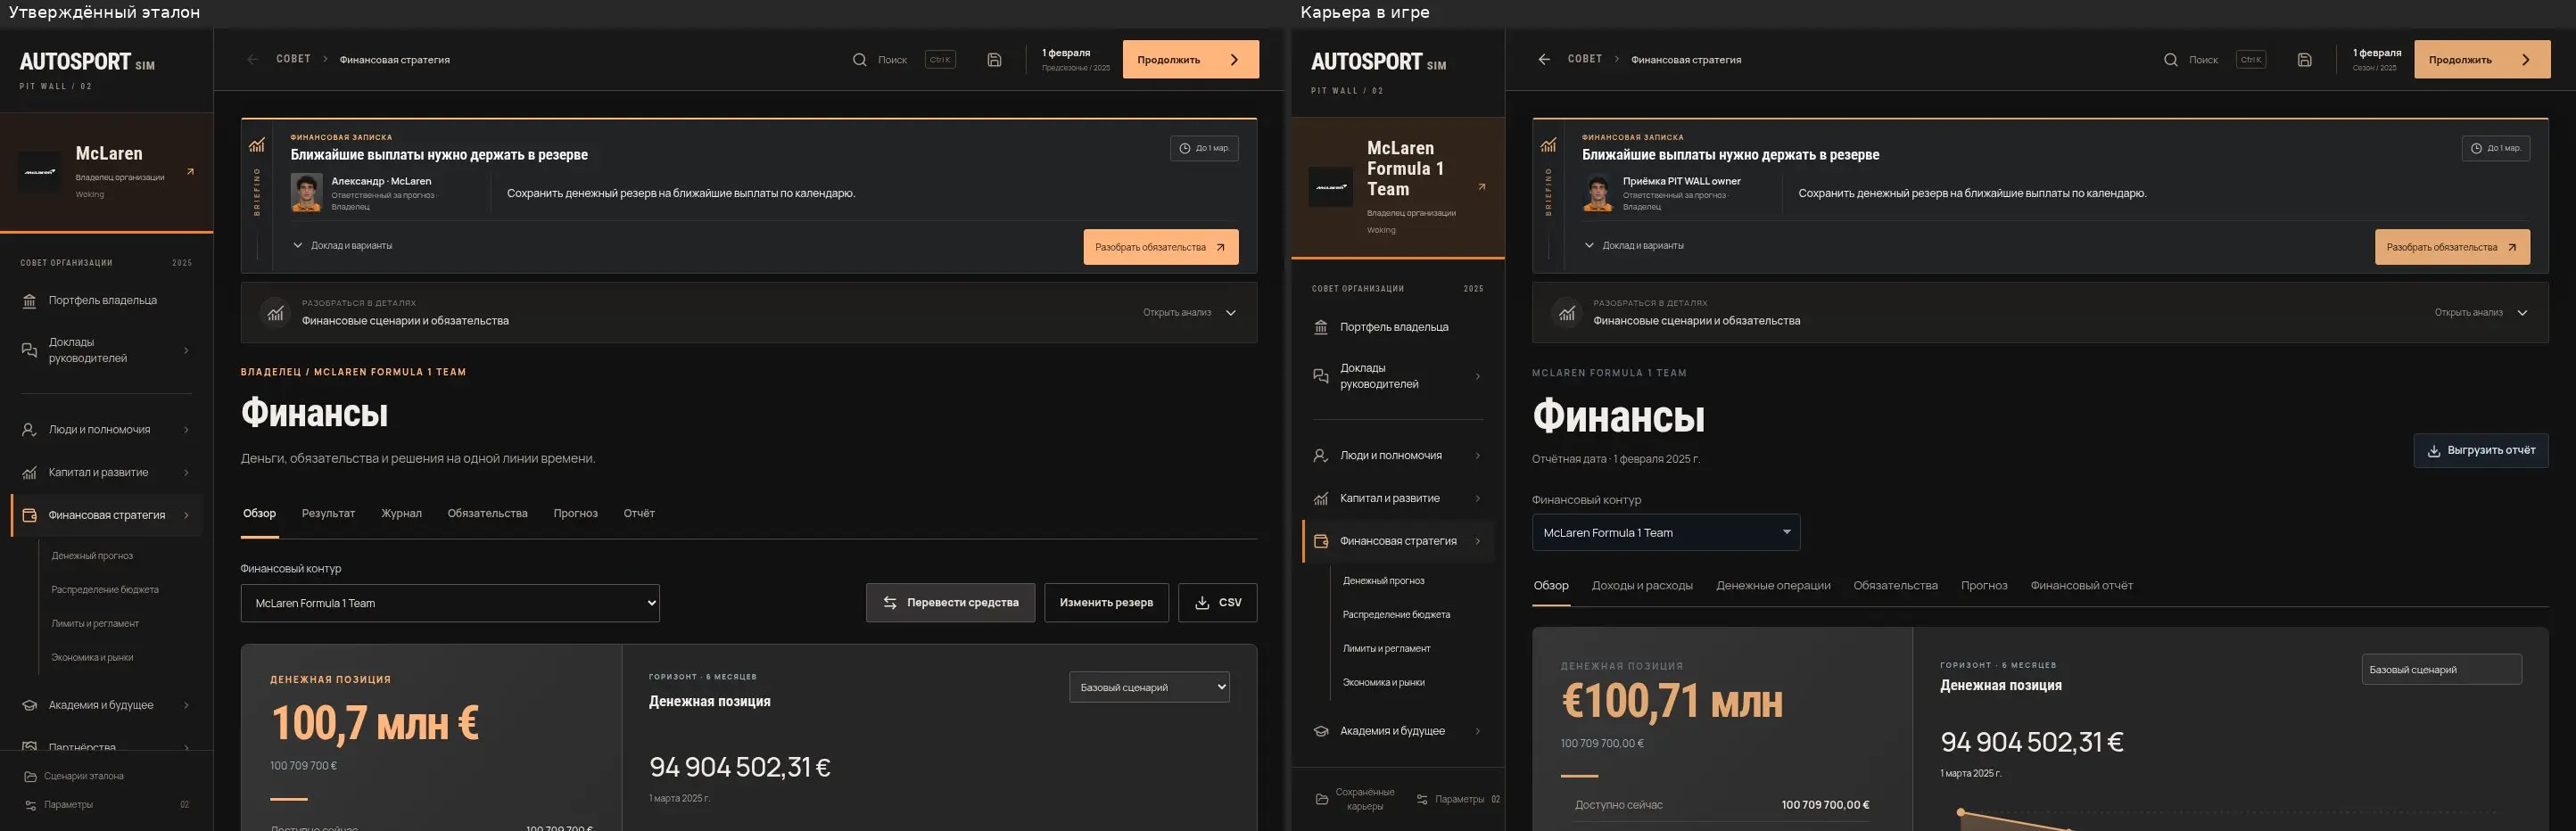 Утверждённый эталон
AUTOSPORT SIM
PIT WALL / 02
McLaren
McLaren
Владелец организации
Woking
СОВЕТ ОРГАНИЗАЦИИ 2025
Портфель владельца
Доклады
руководителей
Люди и полномочия
Капитал и развитие
Финансовая стратегия
Денежный прогноз
Распределение бюджета
Лимиты и регламент
Экономика и рынки
Академия и будущее
Партнёрства
Сценарии эталона
Параметры 02
СОВЕТ Финансовая стратегия
Поиск Ctrl K
1 февраля
Предсезонье / 2025
Продолжить
BRIEFING
ФИНАНСОВАЯ ЗАПИСКА
Ближайшие выплаты нужно держать в резерве
До 1 мар.
Александр · McLaren
Ответственный за прогноз ·
Владелец
Сохранить денежный резерв на ближайшие выплаты по календарю.
Доклад и варианты
Разобрать обязательства
РАЗОБРАТЬСЯ В ДЕТАЛЯХ
Финансовые сценарии и обязательства
Открыть анализ
ВЛАДЕЛЕЦ / MCLAREN FORMULA 1 TEAM
Финансы
Деньги, обязательства и решения на одной линии времени.
Обзор Результат Журнал Обязательства Прогноз Отчёт
Финансовый контур
McLaren Formula 1 Team
Перевести средства Изменить резерв CSV
ДЕНЕЖНАЯ ПОЗИЦИЯ
100,7 млн €
100 709 700 €
Доступно сейчас 100 709 700 €
ГОРИЗОНТ · 6 МЕСЯЦЕВ
Денежная позиция
Базовый сценарий
94 904 502,31 €
1 марта 2025 г.
Карьера в игре
AUTOSPORT SIM
PIT WALL / 02
McLaren
McLaren
Formula 1
Team
Владелец организации
Woking
СОВЕТ ОРГАНИЗАЦИИ 2025
Портфель владельца
Доклады
руководителей
Люди и полномочия
Капитал и развитие
Финансовая стратегия
Денежный прогноз
Распределение бюджета
Лимиты и регламент
Экономика и рынки
Академия и будущее
Сохранённые
карьеры
Параметры 02
СОВЕТ Финансовая стратегия
Поиск Ctrl K
1 февраля
Сезон / 2025
Продолжить
BRIEFING
ФИНАНСОВАЯ ЗАПИСКА
Ближайшие выплаты нужно держать в резерве
До 1 мар.
Приёмка PIT WALL owner
Ответственный за прогноз ·
Владелец
Сохранить денежный резерв на ближайшие выплаты по календарю.
Доклад и варианты
Разобрать обязательства
РАЗОБРАТЬСЯ В ДЕТАЛЯХ
Финансовые сценарии и обязательства
Открыть анализ
MCLAREN FORMULA 1 TEAM
Финансы
Отчётная дата · 1 февраля 2025 г.
Выгрузить отчёт
Финансовый контур
McLaren Formula 1 Team
Обзор Доходы и расходы Денежные операции Обязательства Прогноз Финансовый отчёт
ДЕНЕЖНАЯ ПОЗИЦИЯ
€100,71 млн
100 709 700,00 €
Доступно сейчас 100 709 700,00 €
ГОРИЗОНТ · 6 МЕСЯЦЕВ
Денежная позиция
Базовый сценарий
94 904 502,31 €
1 марта 2025 г.